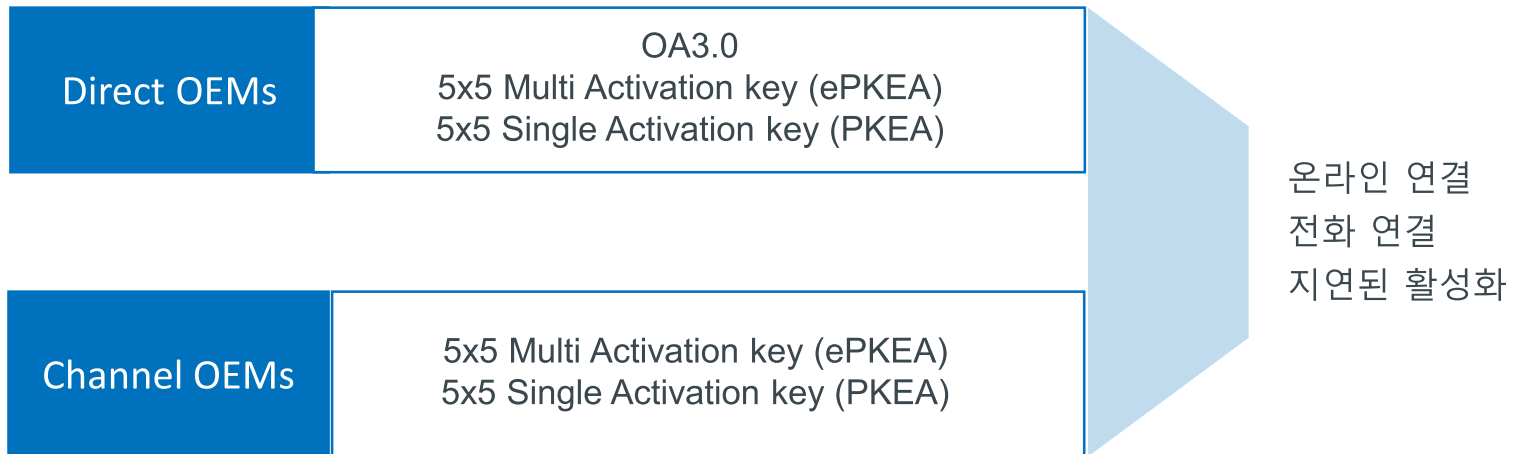 Direct OEMs
OA3.0
5x5 Multi Activation key (ePKEA)
5x5 Single Activation key (PKEA)
Channel OEMs
5x5 Multi Activation key (ePKEA)
5x5 Single Activation key (PKEA)
온라인 연결
전화 연결
지연된 활성화